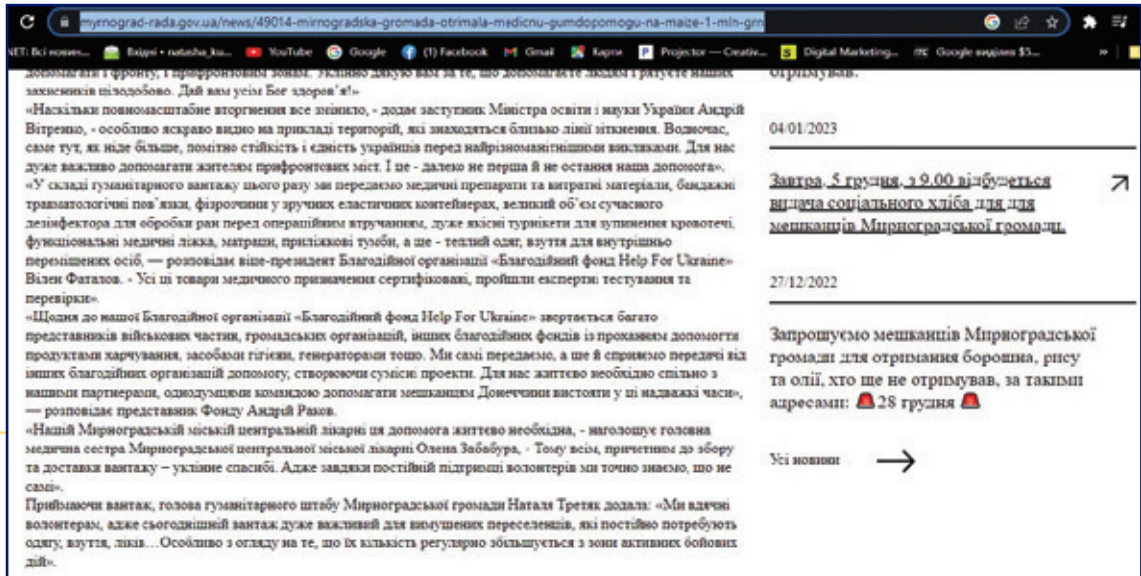 myrnograd-rada.gov.ua/news/49014-mirnogradska-gromada-otrimala-medicnu-gumdopomogu-na-maize-1-mln-grn
Вхідні • natasha_ku... YouTube Google (1) Facebook Gmail Карти Projector — Creativ... Digital Marketing... Google виділив $5...
допомагати і фронту, і прифронтовим зонам. Уклінно дякую вам за те, що допомагаєте людям і рятуєте наших
захисників цілодобово. Дай вам усім Бог здоров'я!»
«Наскільки повномасштабне вторгнення все змінило, - додає заступник Міністра освіти і науки України Андрій
Вітренко, - особливо яскраво видно на прикладі територій, які знаходяться близько лінії зіткнення. Водночас,
саме тут, як ніде більше, помітно стійкість і єдність українців перед найрізноманітнішими викликами. Для нас
дуже важливо допомагати жителям прифронтових міст. І це - далеко не перша й не остання наша допомога».
«У складі гуманітарного вантажу цього разу ми передаємо медичні препарати та витратні матеріали, бандажні
травматологічні пов'язки, фізрозчини у зручних еластичних контейнерах, великий об'єм сучасного
дезінфектора для обробки ран перед операційним втручанням, дуже якісні турнікети для зупинення кровотечі,
функціональні медичні ліжка, матраци, приліжкові тумби, а ще - теплий одяг, взуття для внутрішньо
переміщених осіб, — розповідає віце-президент Благодійної організації «Благодійний фонд Help For Ukraine»
Вілен Фаталов. - Усі ці товари медичного призначення сертифіковані, пройшли експертні тестування та
перевірки».
«Щодня до нашої Благодійної організації «Благодійний фонд Help For Ukraine» звертається багато
представників військових частин, громадських організацій, інших благодійних фондів із проханням допомогти
продуктами харчування, засобами гігієни, генераторами тощо. Ми самі передаємо, а ще й сприяємо передачі від
інших благодійних організацій допомогу, створюючи сумісні проекти. Для нас життєво необхідно спільно з
нашими партнерами, однодумцями командою допомагати мешканцям Донеччини вистояти у ці надважкі часи»,
— розповідає представник Фонду Андрій Раков.
«Нашій Мирноградській міській центральній лікарні ця допомога життєво необхідна, - наголошує головна
медична сестра Мирноградської центральної міської лікарні Олена Забабура, - Тому всім, причетним до збору
та доставки вантажу – уклінне спасибі. Адже завдяки постійній підтримці волонтерів ми точно знаємо, що не
самі».
Приймаючи вантаж, голова гуманітарного штабу Мирноградської громади Наталя Третяк додала: «Ми вдячні
волонтерам, адже сьогоднішній вантаж дуже важливий для вимушених переселенців, які постійно потребують
одягу, взуття, ліків…Особливо з огляду на те, що їх кількість регулярно збільшується з зони активних бойових
дій».
отримував.
04/01/2023
Завтра, 5 грудня, з 9.00 відбудеться
видача соціального хліба для для
мешканців Мирноградської громади.
27/12/2022
Запрошуємо мешканців Мирноградської
громади для отримання борошна, рису
та олії, хто ще не отримував, за такими
адресами: 🚨28 грудня 🚨
Усі новини